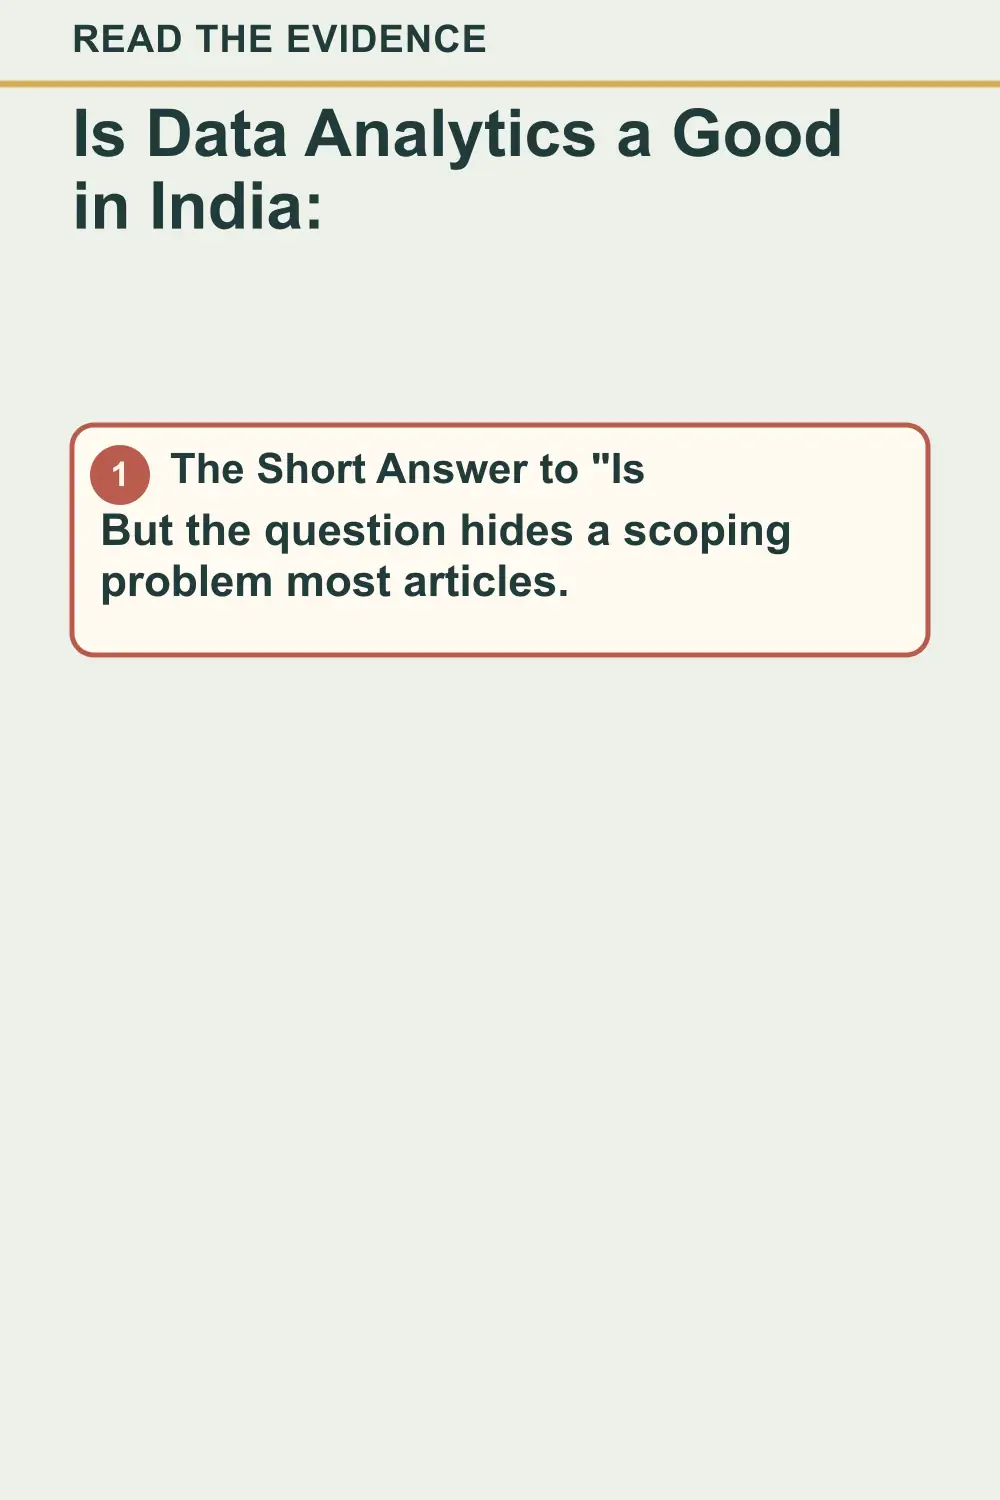 READ THE EVIDENCE
Is Data Analytics a Good
in India:
1 The Short Answer to "Is
But the question hides a scoping
problem most articles.